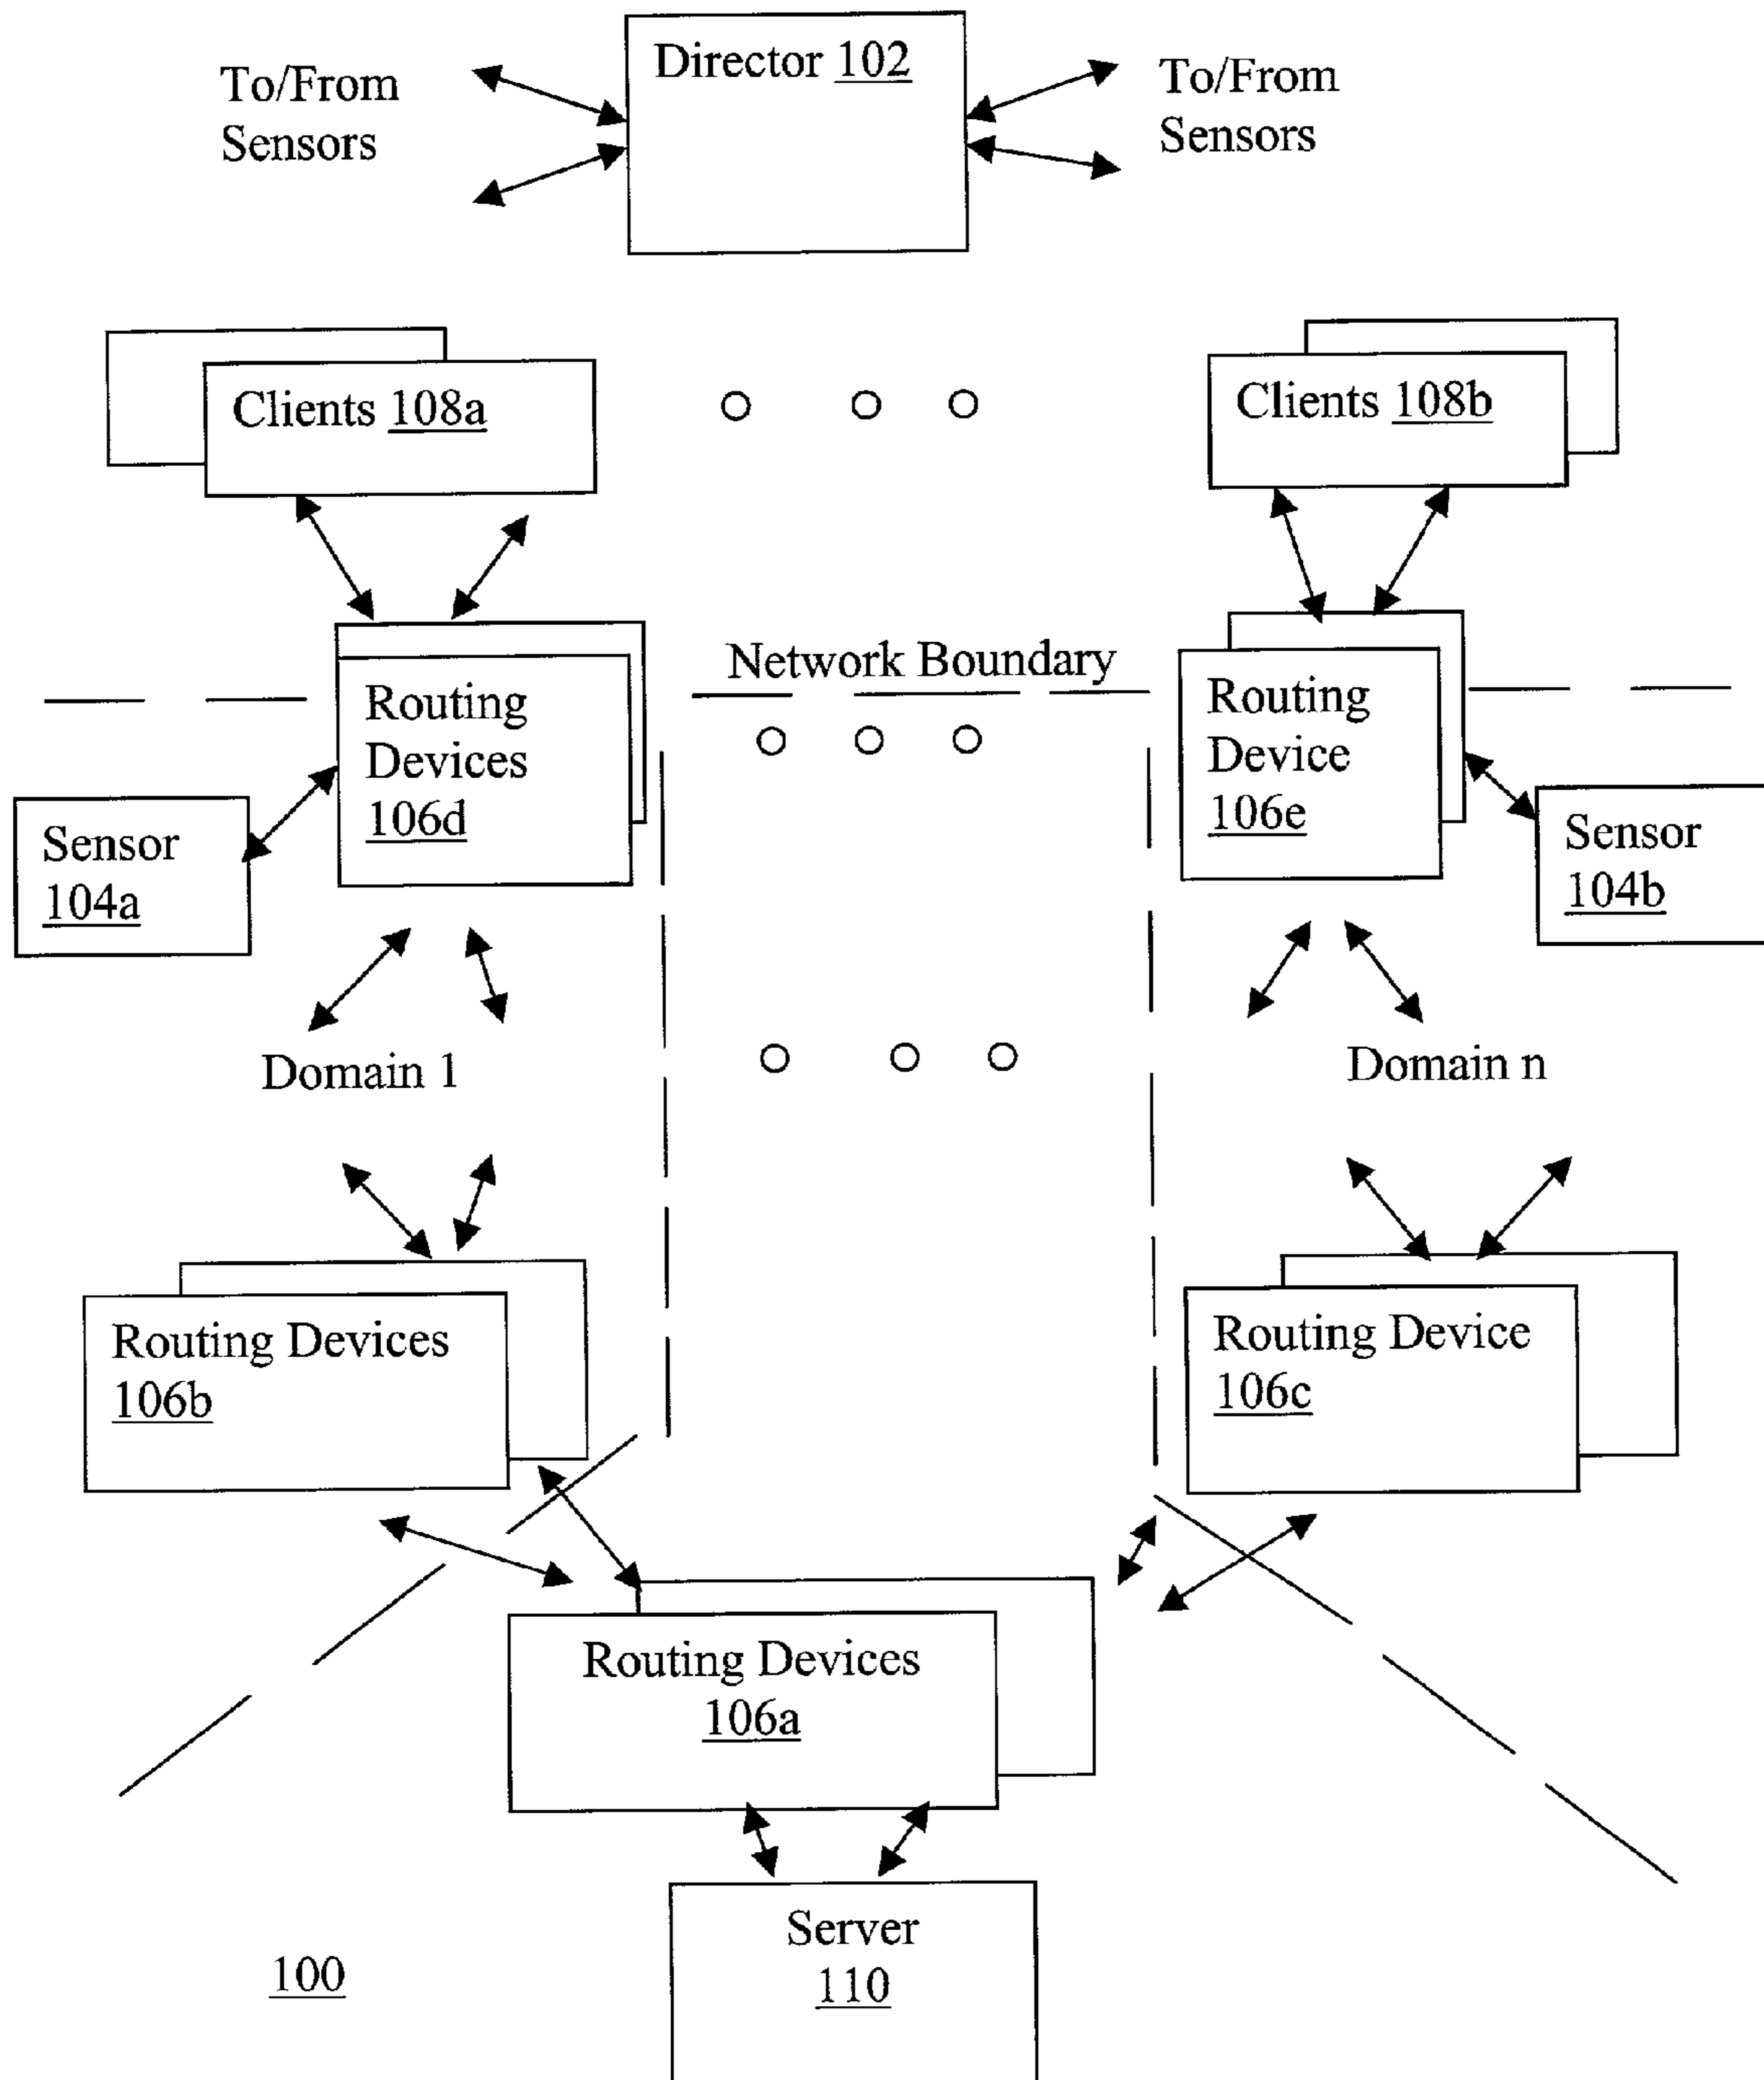 Director 102
To/From
Sensors
To/From
Sensors
Clients 108a
Clients 108b
Network Boundary
Routing
Devices
106d
Routing
Device
106e
Sensor
104a
Sensor
104b
Domain 1
Domain n
Routing Devices
106b
Routing Device
106c
Routing Devices
106a
Server
110
100